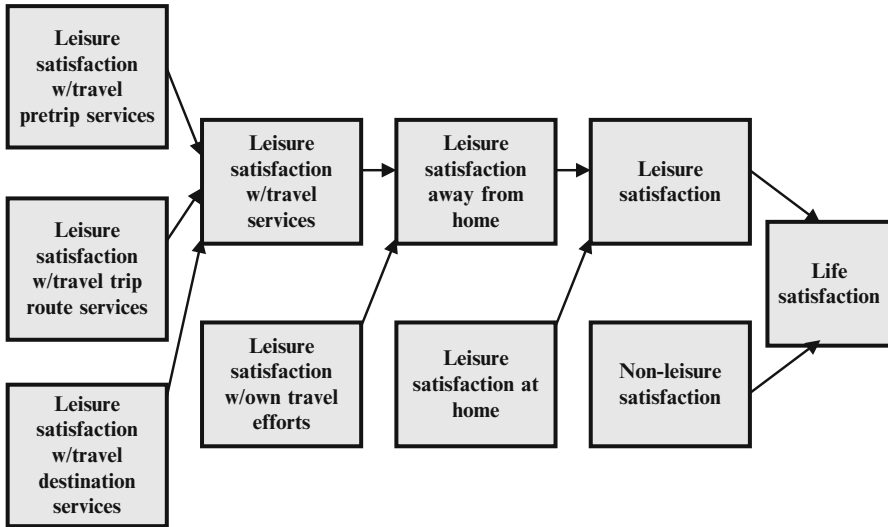 Leisure
satisfaction
w/travel
pretrip services
Leisure
satisfaction
w/travel trip
route services
Leisure
satisfaction
w/travel
destination
services
Leisure
satisfaction
w/travel
services
Leisure
satisfaction
w/own travel
efforts
Leisure
satisfaction
away from
home
Leisure
satisfaction at
home
Leisure
satisfaction
Non-leisure
satisfaction
Life
satisfaction